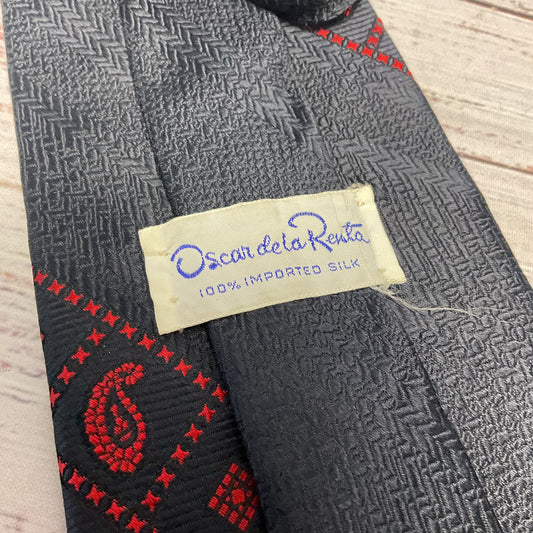 Oscar de la Renta
100% IMPORTED SILK